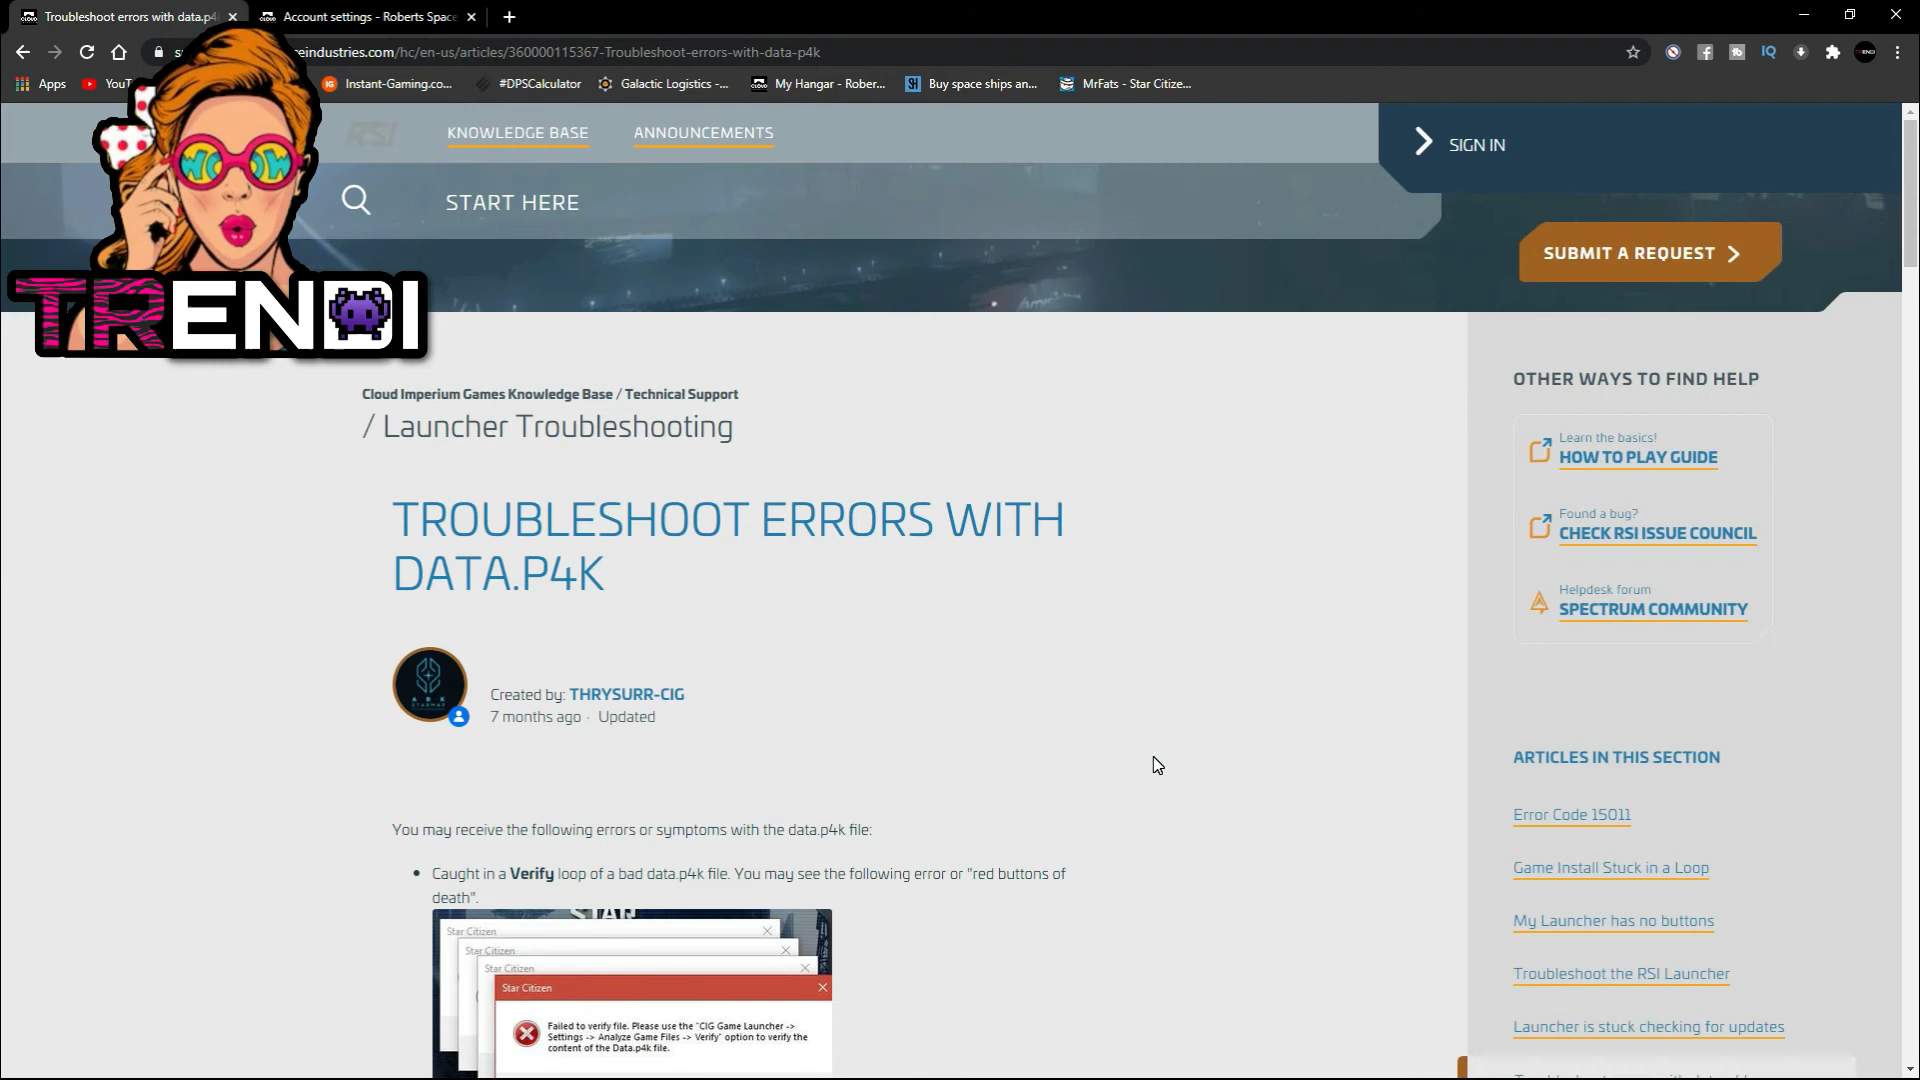 Troubleshoot errors with data.p4
Account settings - Roberts Space
eindustries.com/hc/en-us/articles/360000115367-Troubleshoot-errors-with-data-p4k
Apps
Instant-Gaming.co...
#DPSCalculator
Galactic Logistics -...
My Hangar - Rober...
Buy space ships an...
MrFats - Star Citize...
WOW
TRENDI
RSI
KNOWLEDGE BASE
ANNOUNCEMENTS
SIGN IN
START HERE
SUBMIT A REQUEST
Cloud Imperium Games Knowledge Base / Technical Support
/ Launcher Troubleshooting
TROUBLESHOOT ERRORS WITH
DATA.P4K
Created by: THRYSURR-CIG
7 months ago · Updated
You may receive the following errors or symptoms with the data.p4k file:
• Caught in a Verify loop of a bad data.p4k file. You may see the following error or "red buttons of
death".
Star Citizen
Star Citizen
Star Citizen
Star Citizen
Failed to verify file. Please use the "CIG Game Launcher ->
Settings -> Analyze Game Files -> Verify" option to verify the
content of the Data.p4k file.
OTHER WAYS TO FIND HELP
Learn the basics!
HOW TO PLAY GUIDE
Found a bug?
CHECK RSI ISSUE COUNCIL
Helpdesk forum
SPECTRUM COMMUNITY
ARTICLES IN THIS SECTION
Error Code 15011
Game Install Stuck in a Loop
My Launcher has no buttons
Troubleshoot the RSI Launcher
Launcher is stuck checking for updates